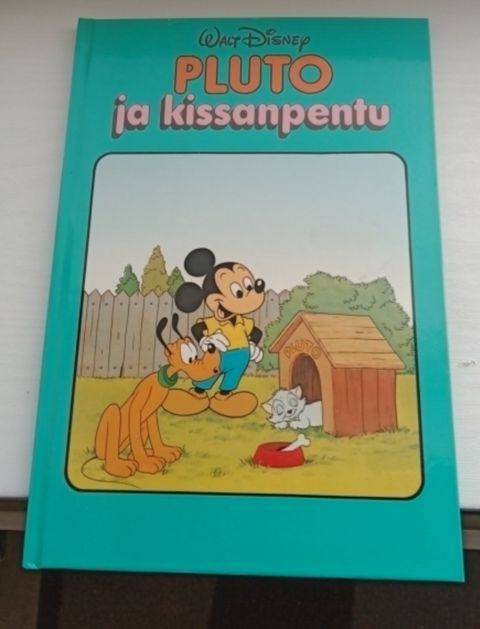 WALT DISNEY
PLUTO
ja kissanpentu
PLUTO